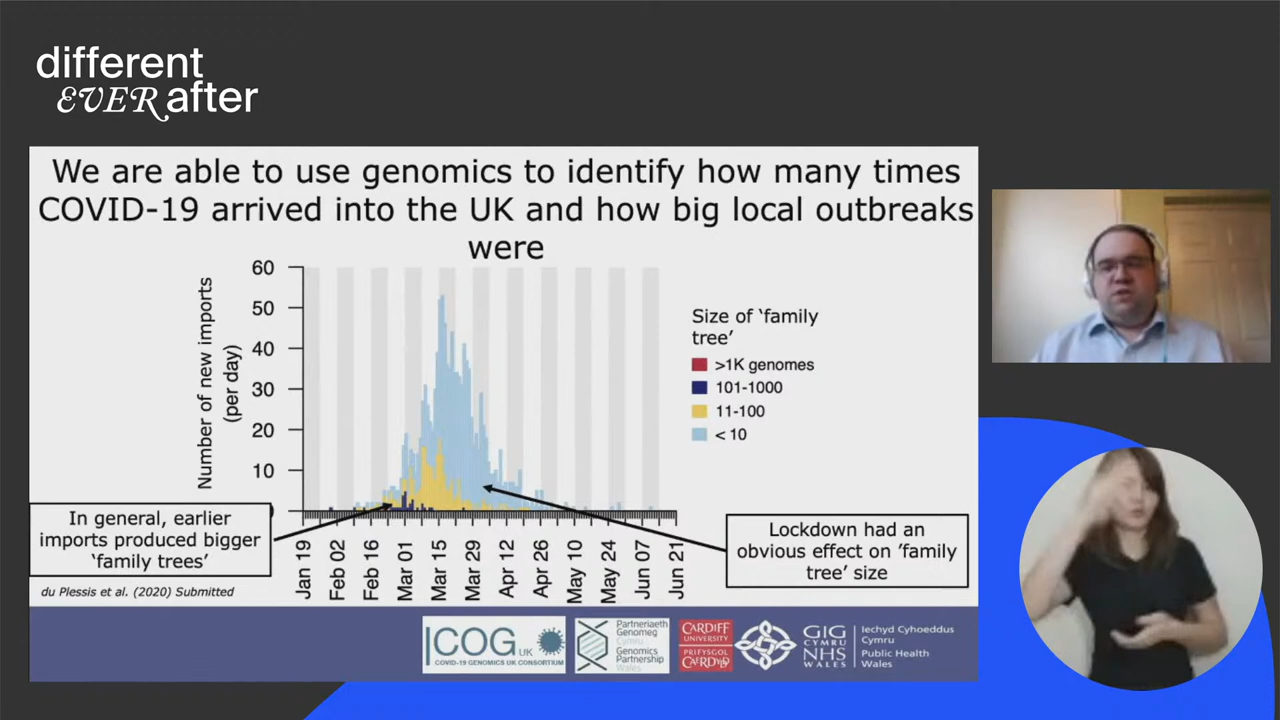 different
EVER after
We are able to use genomics to identify how many times
COVID-19 arrived into the UK and how big local outbreaks
were
Number of new imports
(per day)
60
50
40
30
20
10
Size of ‘family
tree’
>1K genomes
101-1000
11-100
< 10
In general, earlier
imports produced bigger
‘family trees’
Lockdown had an
obvious effect on ‘family
tree’ size
Jan 19
Feb 02
Feb 16
Mar 01
Mar 15
Mar 29
Apr 12
Apr 26
May 10
May 24
Jun 07
Jun 21
du Plessis et al. (2020) Submitted
COG UK
COVID-19 GENOMICS UK CONSORTIUM
Partneriaeth
Genomeg
Cymru
Genomics
Partnership
Wales
CARDIFF
UNIVERSITY
PRIFYSGOL
CAERDYDD
GIG
CYMRU
NHS
WALES
Iechyd Cyhoeddus
Cymru
Public Health
Wales